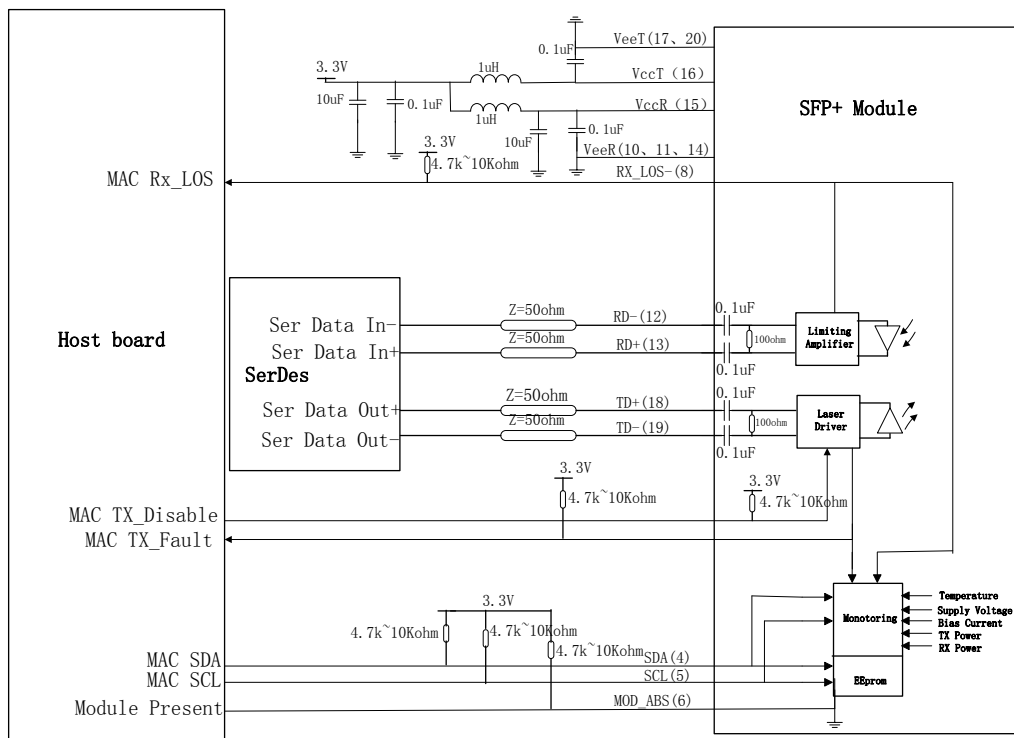 VeeT(17、20)
0.1uF
3.3V
1uH
VccT (16)
10uF
0.1uF
VccR (15)
1uH
10uF
0.1uF
SFP+ Module
3.3V
VeeR(10、11、14)
4.7k~10Kohm
RX_LOS-(8)
MAC Rx_LOS
0.1uF
Z=50ohm
RD-(12)
Ser Data In-
Limiting
Amplifier
100ohm
Z=50ohm
RD+(13)
Ser Data In+
0.1uF
Host board
SerDes
0.1uF
Z=50ohm
TD+(18)
Ser Data Out+
Laser
Driver
100ohm
Z=50ohm
TD-(19)
Ser Data Out-
0.1uF
3.3V
3.3V
4.7k~10Kohm
4.7k~10Kohm
MAC TX_Disable
MAC TX_Fault
Temperature
Supply Voltage
Monotoring
Bias Current
TX Power
RX Power
3.3V
4.7k~10Kohm
4.7k~10Kohm
4.7k~10Kohm
MAC SDA
SDA(4)
MAC SCL
SCL(5)
EEprom
Module Present
MOD_ABS(6)